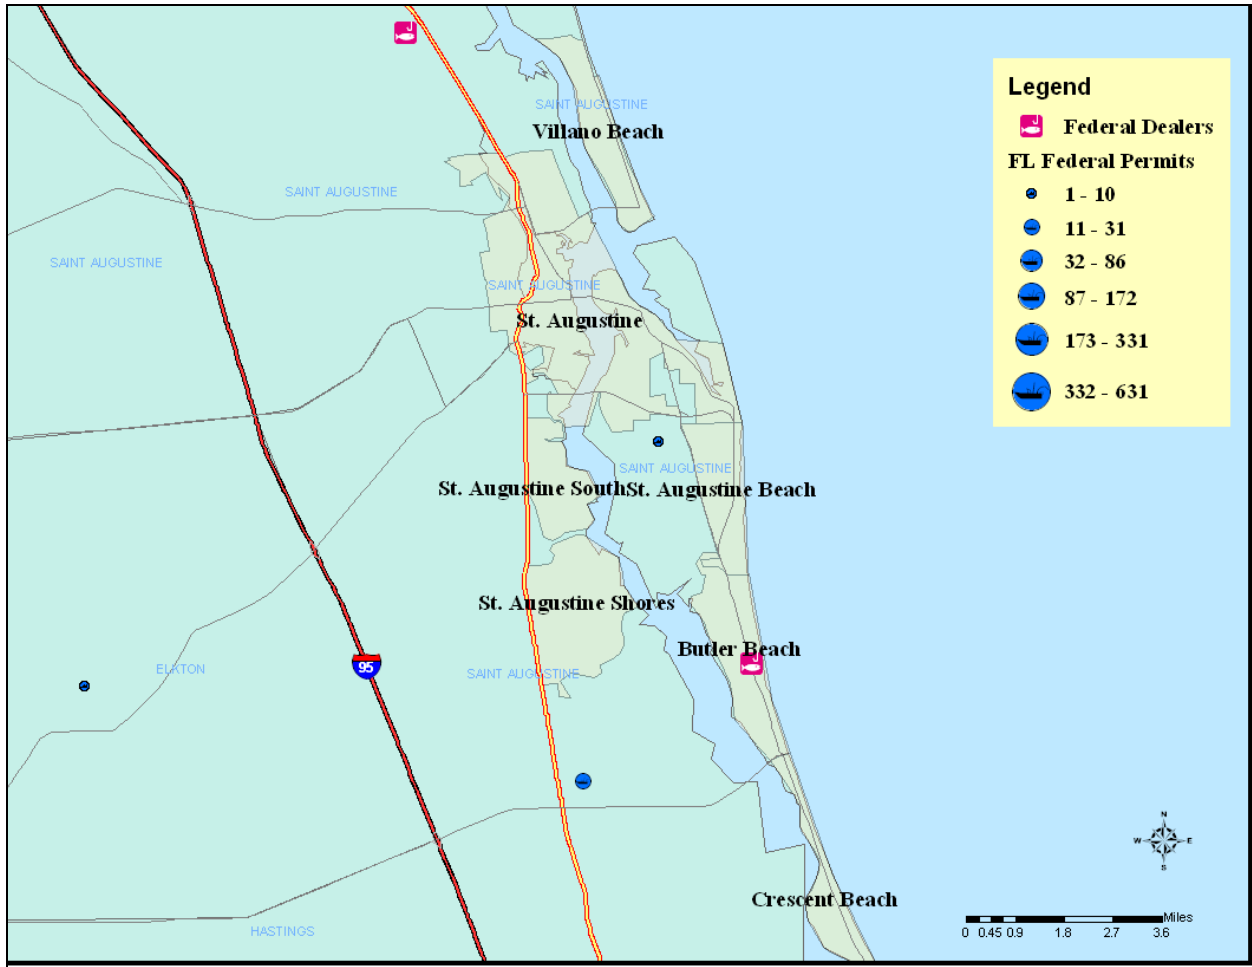 Legend
Federal Dealers
FL Federal Permits
1 - 10
11 - 31
32 - 86
87 - 172
173 - 331
332 - 631
SAINT AUGUSTINE
Villano Beach
SAINT AUGUSTINE
SAINT AUGUSTINE
SAINT AUGUSTINE
St. Augustine
SAINT AUGUSTINE
St. Augustine South
St. Augustine Beach
St. Augustine Shores
Butler Beach
ELKTON
95
SAINT AUGUSTINE
Crescent Beach
HASTINGS
N
W E
S
Miles
0 0.45 0.9 1.8 2.7 3.6